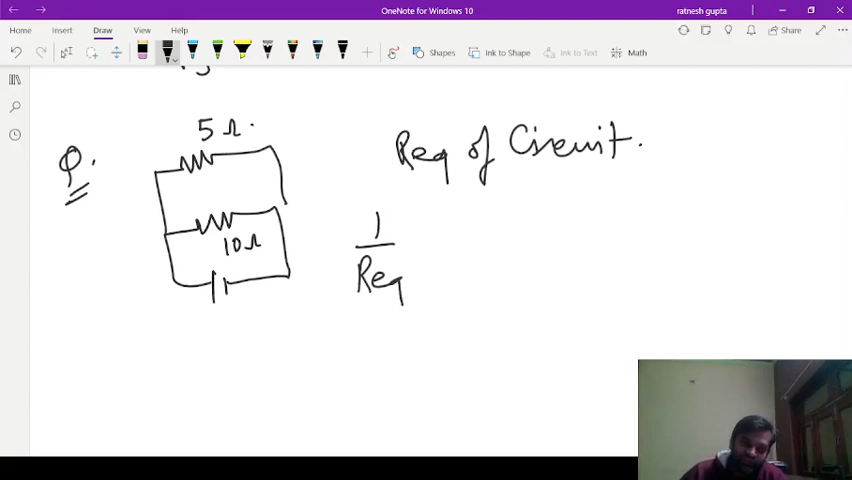 OneNote for Windows 10
ratnesh gupta
Home Insert Draw View Help
Shapes Ink to Shape Ink to Text Math Share
5 Ω.
Q.
Req of Circuit.
10Ω
1
Req